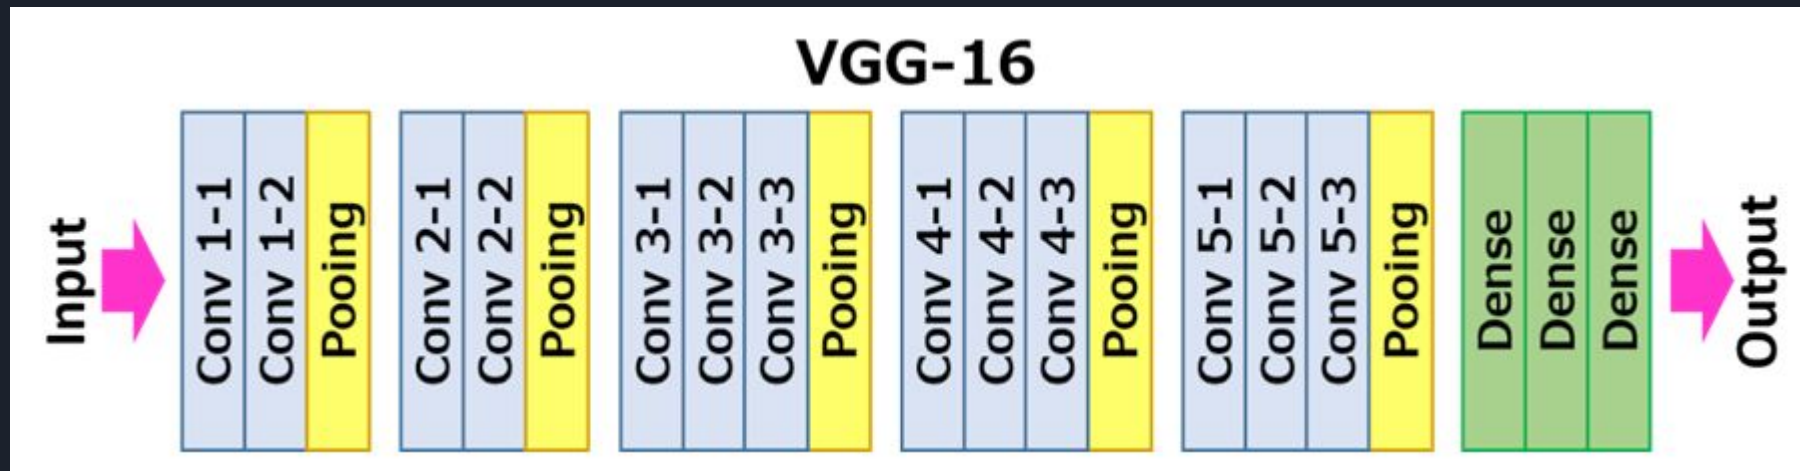 VGG-16
Input
Conv 1-1
Conv 1-2
Pooing
Conv 2-1
Conv 2-2
Pooing
Conv 3-1
Conv 3-2
Conv 3-3
Pooing
Conv 4-1
Conv 4-2
Conv 4-3
Pooing
Conv 5-1
Conv 5-2
Conv 5-3
Pooing
Dense
Dense
Dense
Output